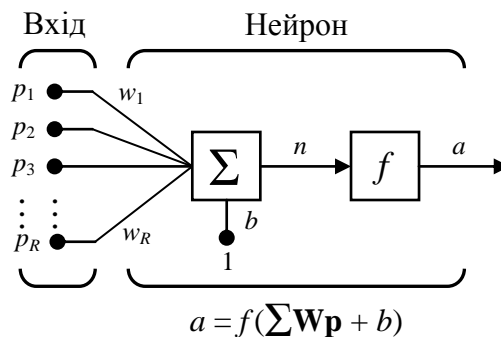 Вхід Нейрон
p1 w1
p2
p3 Σ n f a
b
pR wR
1
a = f(∑Wp + b)